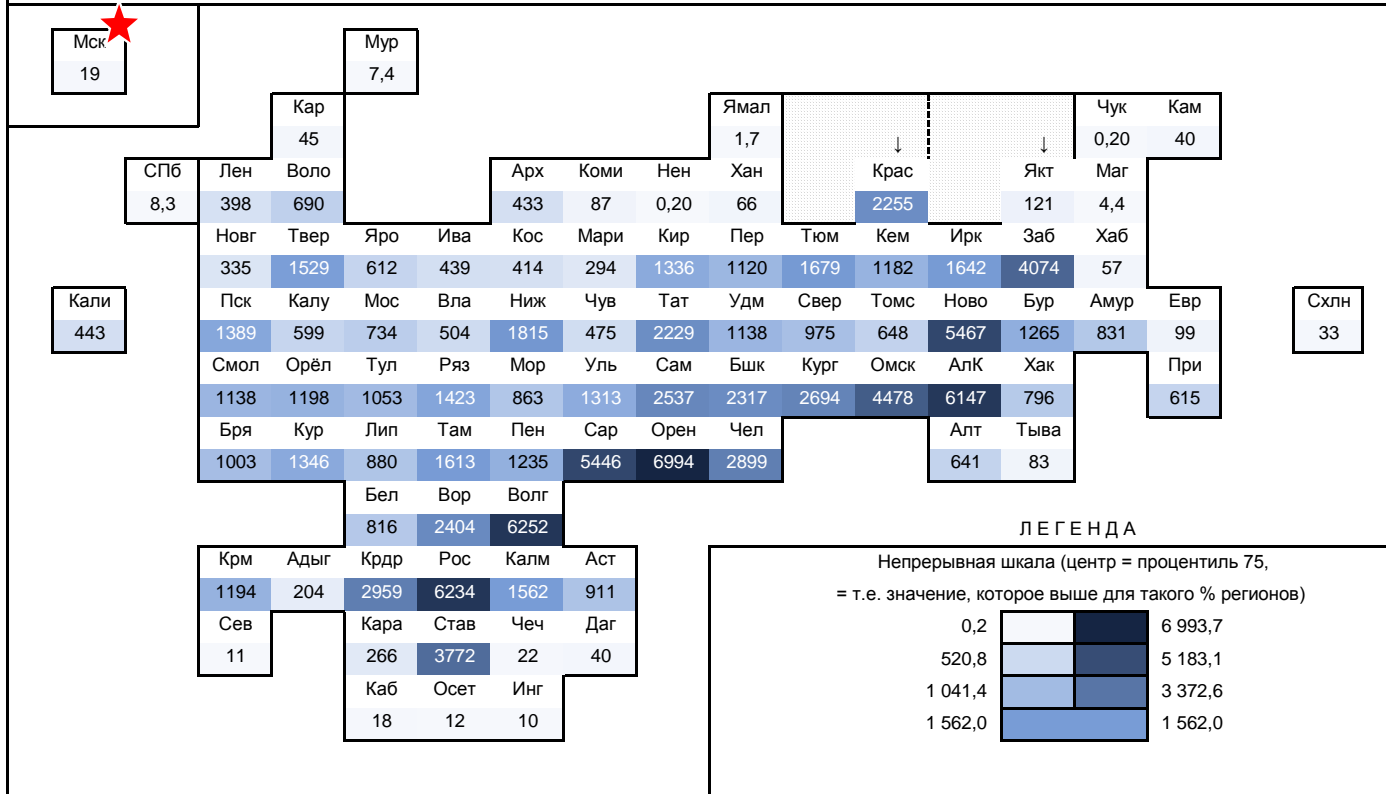 Мск Мур
19 7,4
Кар Ямал Чук Кам
45 1,7 ↓ ↓ 0,20 40
СПб Лен Воло Арх Коми Нен Хан Крас Якт Маг
8,3 398 690 433 87 0,20 66 2255 121 4,4
Новг Твер Яро Ива Кос Мари Кир Пер Тюм Кем Ирк Заб Хаб
335 1529 612 439 414 294 1336 1120 1679 1182 1642 4074 57
Кали Пск Калу Мос Вла Ниж Чув Тат Удм Свер Томс Ново Бур Амур Евр Схлн
443 1389 599 734 504 1815 475 2229 1138 975 648 5467 1265 831 99 33
Смол Орёл Тул Ряз Мор Уль Сам Бшк Кург Омск АлК Хак При
1138 1198 1053 1423 863 1313 2537 2317 2694 4478 6147 796 615
Бря Кур Лип Там Пен Сар Орен Чел Алт Тыва
1003 1346 880 1613 1235 5446 6994 2899 641 83
Бел Вор Волг
816 2404 6252
Крм Адыг Крдр Рос Калм Аст
1194 204 2959 6234 1562 911
Сев Кара Став Чеч Даг
11 266 3772 22 40
Каб Осет Инг
18 12 10
Л Е Г Е Н Д А
Непрерывная шкала (центр = процентиль 75,
= т.е. значение, которое выше для такого % регионов)
0,2 6 993,7
520,8 5 183,1
1 041,4 3 372,6
1 562,0 1 562,0